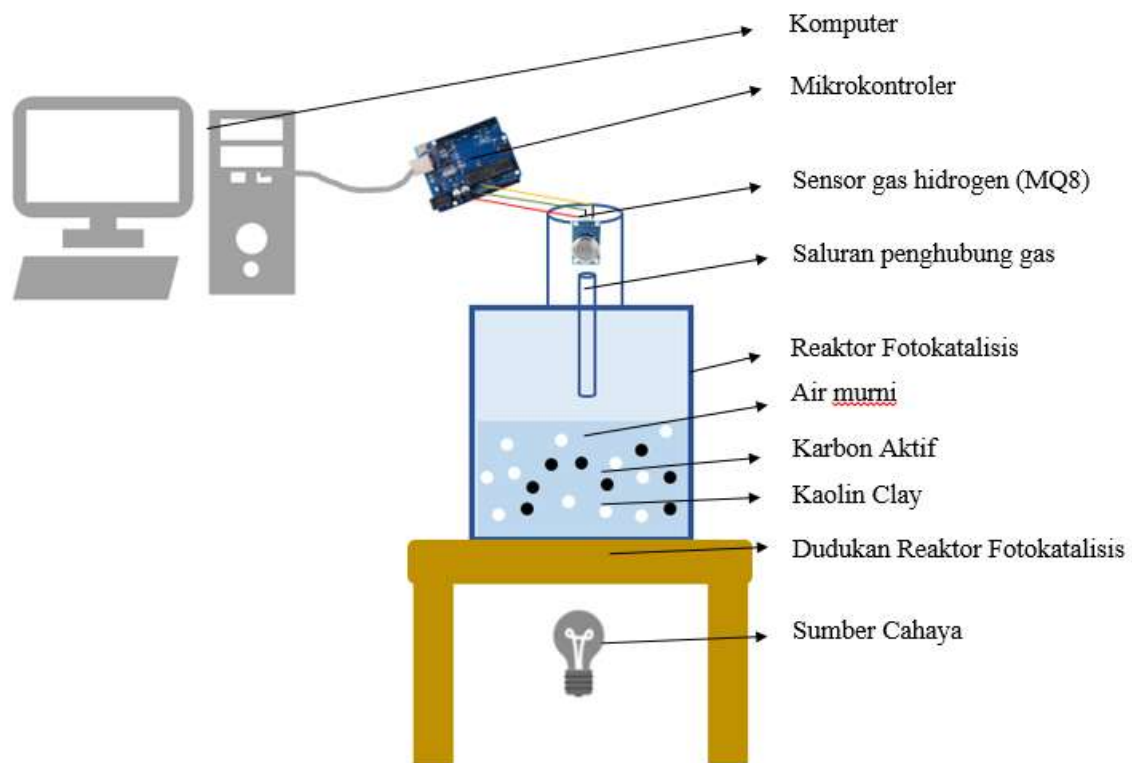 Komputer
Mikrokontroler
Sensor gas hidrogen (MQ8)
Saluran penghubung gas
Reaktor Fotokatalisis
Air murni
Karbon Aktif
Kaolin Clay
Dudukan Reaktor Fotokatalisis
Sumber Cahaya